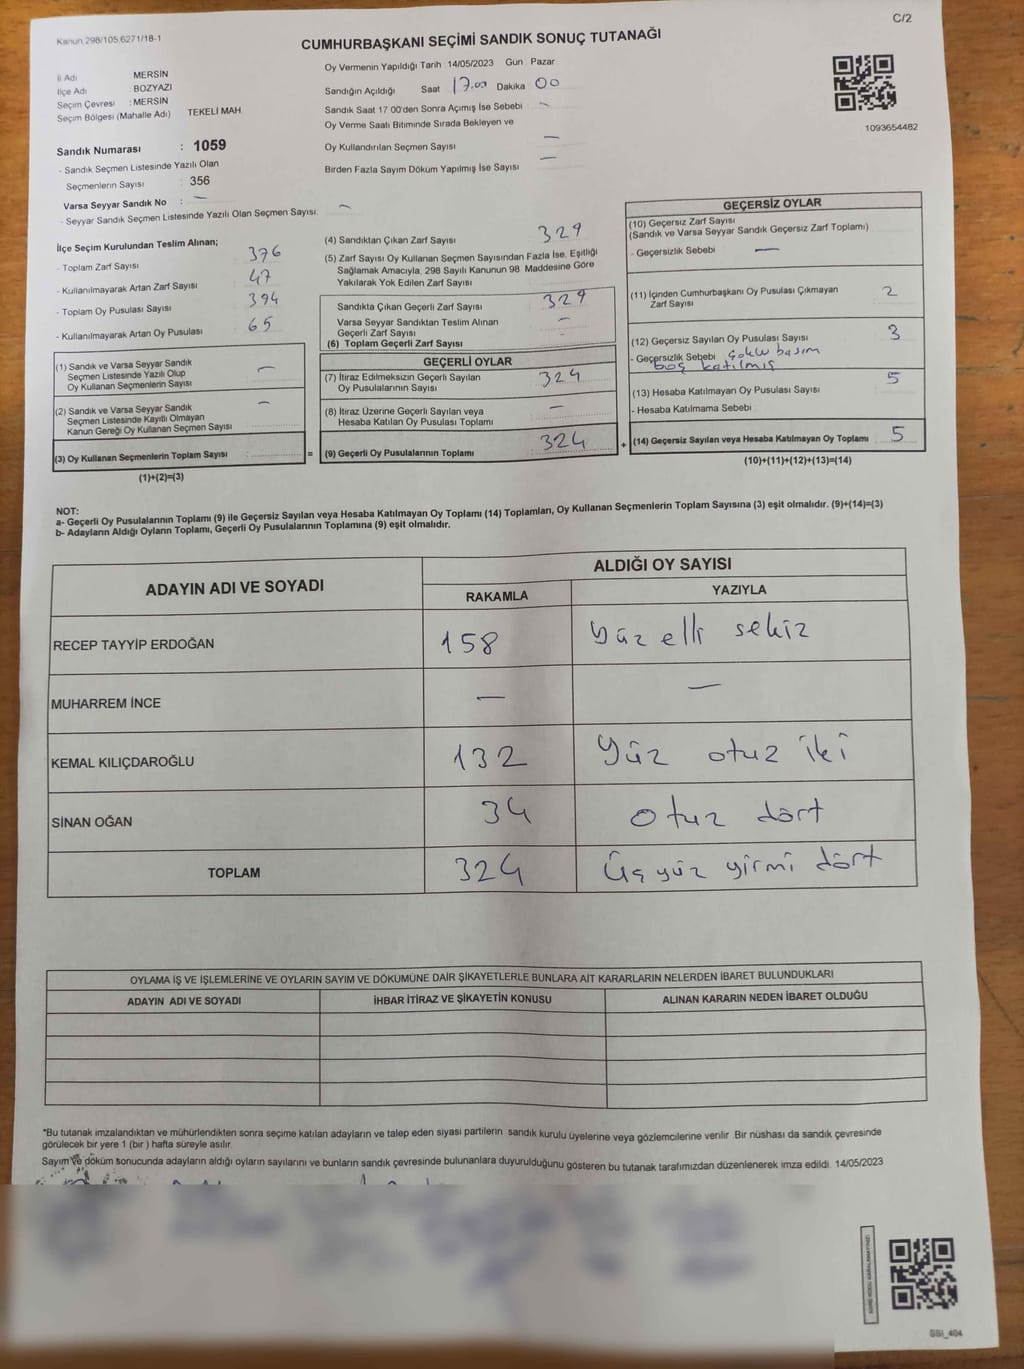 Kanun 298/105,6271/18-1
C/2
CUMHURBAŞKANI SEÇİMİ SANDIK SONUÇ TUTANAĞI
İl Adı MERSİN
İlçe Adı BOZYAZI
Seçim Çevresi : MERSİN
Seçim Bölgesi (Mahalle Adı) TEKELİ MAH.
Sandık Numarası : 1059
- Sandık Seçmen Listesinde Yazılı Olan
Seçmenlerin Sayısı 356
Varsa Seyyar Sandık No : —
- Seyyar Sandık Seçmen Listesinde Yazılı Olan Seçmen Sayısı: —
Oy Vermenin Yapıldığı Tarih 14/05/2023 Gün Pazar
Sandığın Açıldığı Saat 17.00 Dakika 00
Sandık Saat 17 00'den Sonra Açımış İse Sebebi —
Oy Verme Saati Bitiminde Sırada Bekleyen ve
Oy Kullandırılan Seçmen Sayısı —
Birden Fazla Sayım Döküm Yapılmış İse Sayısı —
1093654482
İlçe Seçim Kurulundan Teslim Alınan;
- Toplam Zarf Sayısı 376
- Kullanılmayarak Artan Zarf Sayısı 47
- Toplam Oy Pusulası Sayısı 394
- Kullanılmayarak Artan Oy Pusulası 65
(1) Sandık ve Varsa Seyyar Sandık
Seçmen Listesinde Yazılı Olup
Oy Kullanan Seçmenlerin Sayısı —
(2) Sandık ve Varsa Seyyar Sandık
Seçmen Listesinde Kayıtlı Olmayan
Kanun Gereği Oy Kullanan Seçmen Sayısı —
(3) Oy Kullanan Seçmenlerin Toplam Sayısı =
(1)+(2)=(3)
(4) Sandıktan Çıkan Zarf Sayısı 329
(5) Zarf Sayısı Oy Kullanan Seçmen Sayısından Fazla İse, Eşitliği
Sağlamak Amacıyla, 298 Sayılı Kanunun 98. Maddesine Göre
Yakılarak Yok Edilen Zarf Sayısı
Sandıkta Çıkan Geçerli Zarf Sayısı 329
Varsa Seyyar Sandıktan Teslim Alınan
Geçerli Zarf Sayısı —
(6) Toplam Geçerli Zarf Sayısı
GEÇERLİ OYLAR
(7) İtiraz Edilmeksizin Geçerli Sayılan
Oy Pusulalarının Sayısı 324
(8) İtiraz Üzerine Geçerli Sayılan veya
Hesaba Katılan Oy Pusulası Toplamı —
(9) Geçerli Oy Pusulalarının Toplamı 324 +
GEÇERSİZ OYLAR
(10) Geçersiz Zarf Sayısı
(Sandık ve Varsa Seyyar Sandık Geçersiz Zarf Toplamı)
- Geçersizlik Sebebi —
(11) İçinden Cumhurbaşkanı Oy Pusulası Çıkmayan
Zarf Sayısı 2
(12) Geçersiz Sayılan Oy Pusulası Sayısı 3
- Geçersizlik Sebebi Çoklu basım
boş katılmış
(13) Hesaba Katılmayan Oy Pusulası Sayısı 5
- Hesaba Katılmama Sebebi
(14) Geçersiz Sayılan veya Hesaba Katılmayan Oy Toplamı 5
(10)+(11)+(12)+(13)=(14)
NOT:
a- Geçerli Oy Pusulalarının Toplamı (9) ile Geçersiz Sayılan veya Hesaba Katılmayan Oy Toplamı (14) Toplamları, Oy Kullanan Seçmenlerin Toplam Sayısına (3) eşit olmalıdır. (9)+(14)=(3)
b- Adayların Aldığı Oyların Toplamı, Geçerli Oy Pusulalarının Toplamına (9) eşit olmalıdır.
ADAYIN ADI VE SOYADI
ALDIĞI OY SAYISI
RAKAMLA YAZIYLA
RECEP TAYYİP ERDOĞAN 158 Yüz elli sekiz
MUHARREM İNCE — —
KEMAL KILIÇDAROĞLU 132 Yüz otuz iki
SİNAN OĞAN 34 otuz dört
TOPLAM 324 Üçyüz yirmi dört
OYLAMA İŞ VE İŞLEMLERİNE VE OYLARIN SAYIM VE DÖKÜMÜNE DAİR ŞİKAYETLERLE BUNLARA AİT KARARLARIN NELERDEN İBARET BULUNDUKLARI
ADAYIN ADI VE SOYADI İHBAR İTİRAZ VE ŞİKAYETİN KONUSU ALINAN KARARIN NEDEN İBARET OLDUĞU
*Bu tutanak imzalandıktan ve mühürlendikten sonra seçime katılan adayların ve talep eden siyasi partilerin sandık kurulu üyelerine veya gözlemcilerine verilir. Bir nüshası da sandık çevresinde
görülecek bir yere 1 (bir) hafta süreyle asılır.
Sayım ve döküm sonucunda adayların aldığı oyların sayılarını ve bunların sandık çevresinde bulunanlara duyurulduğunu gösteren bu tutanak tarafımızdan düzenlenerek imza edildi. 14/05/2023
SSI_404